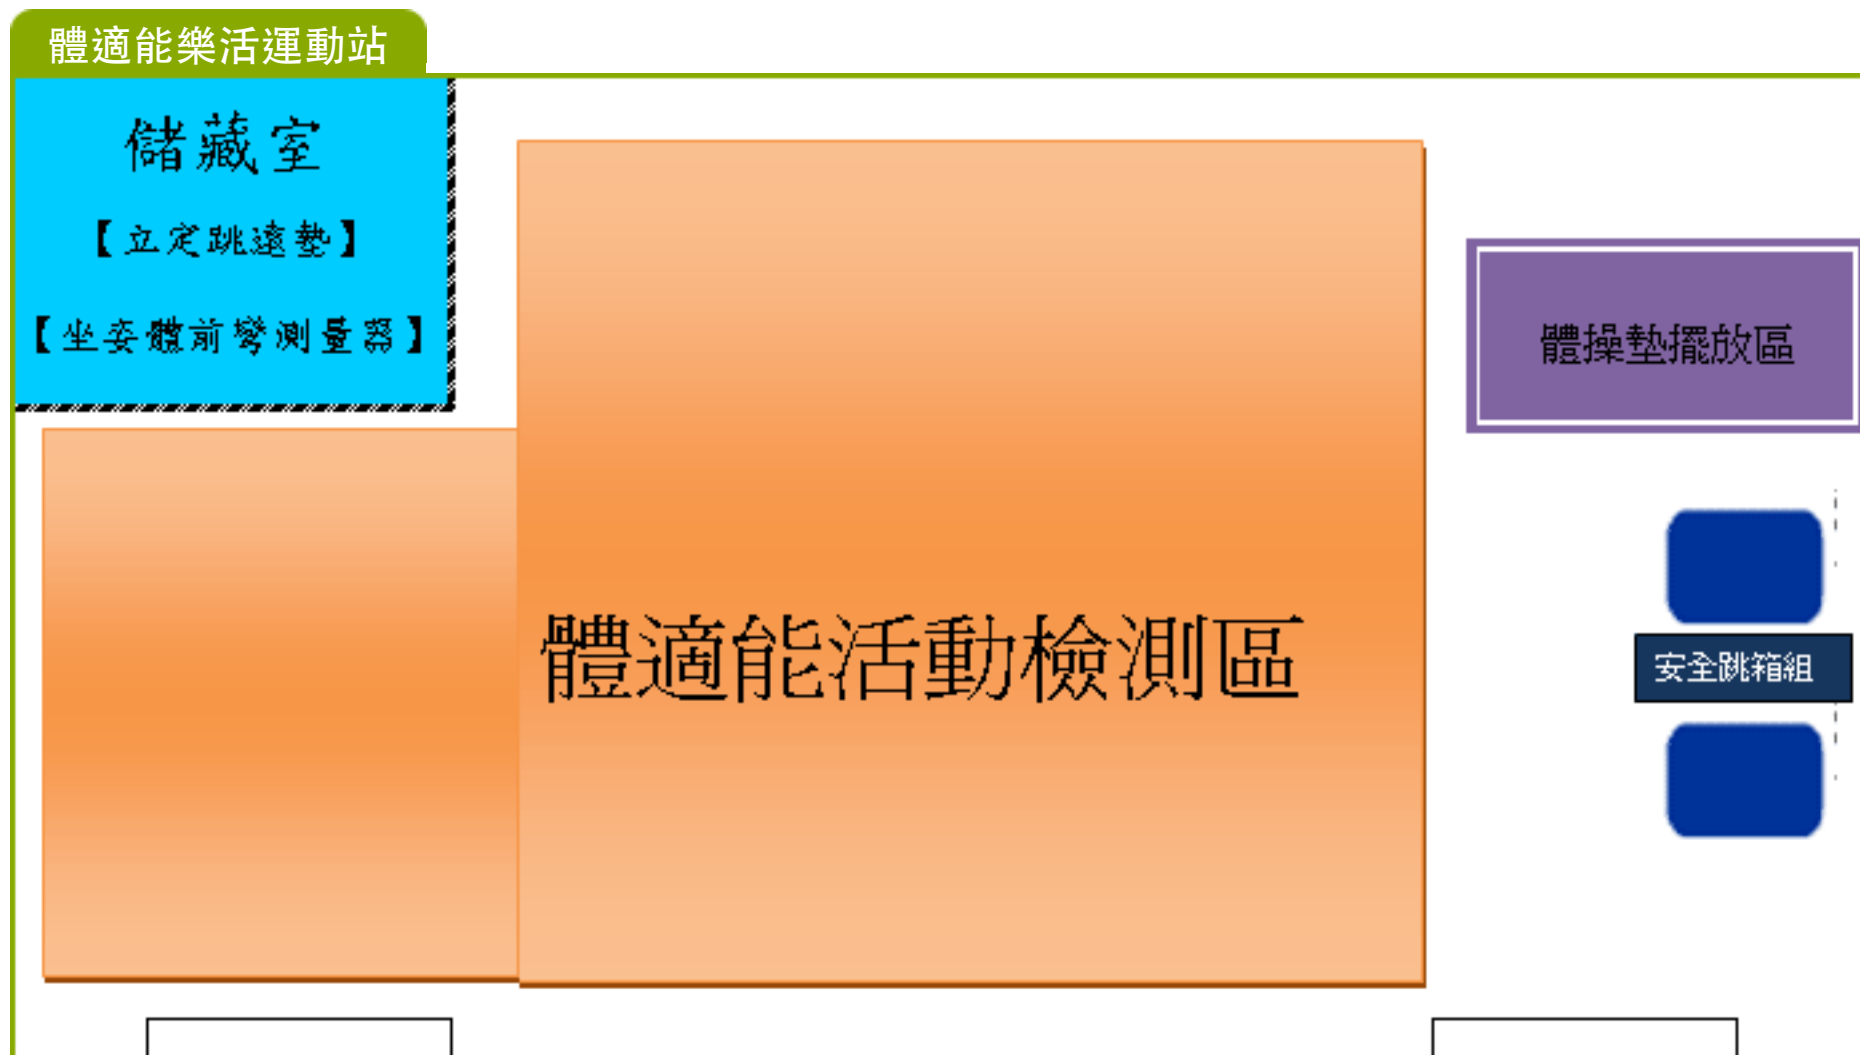 體適能樂活運動站
儲藏室
【立定跳遠墊】
【坐姿體前彎測量器】
體操墊擺放區
體適能活動檢測區
安全跳箱組